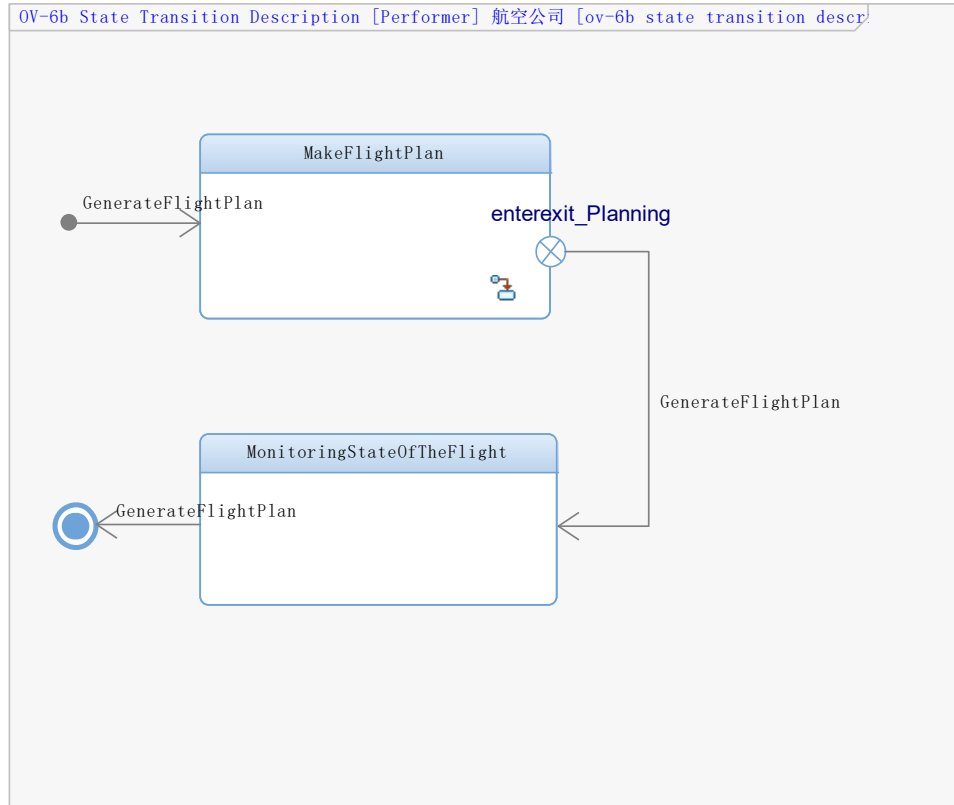 OV-6b State Transition Description [Performer] 航空公司 [ov-6b state transition descr
MakeFlightPlan
GenerateFlightPlan
enterexit_Planning
GenerateFlightPlan
MonitoringStateOfTheFlight
GenerateFlightPlan